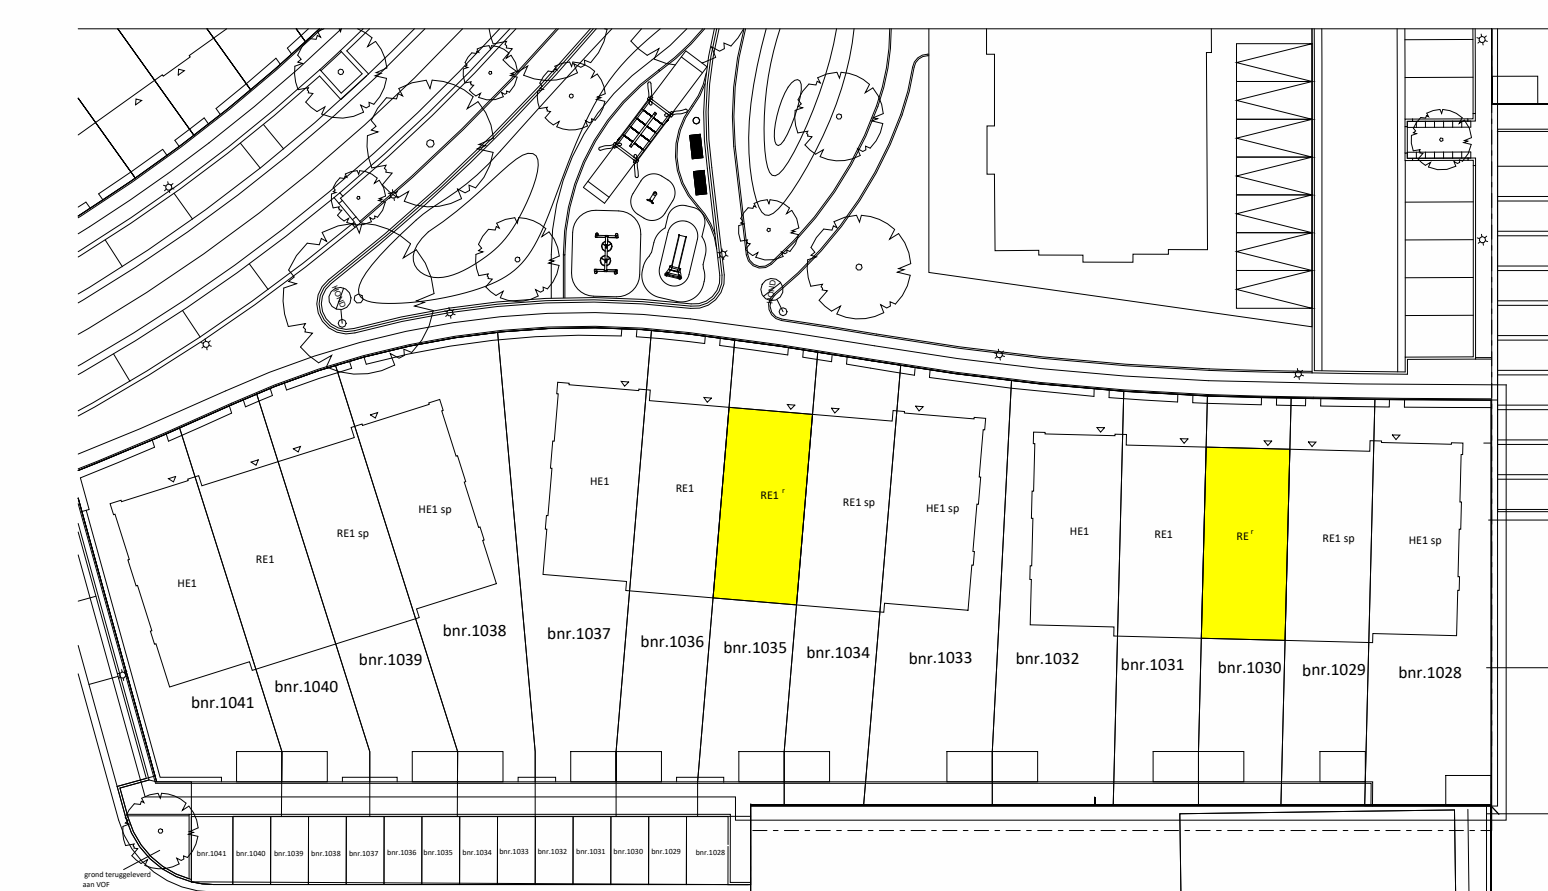 HOND
HE1
RE1
RE1 sp
HE1 sp
HE1
RE1
RE1 r
RE1 sp
HE1 sp
HE1
RE1
RE r
RE1 sp
HE1 sp
bnr.1041
bnr.1040
bnr.1039
bnr.1038
bnr.1037
bnr.1036
bnr.1035
bnr.1034
bnr.1033
bnr.1032
bnr.1031
bnr.1030
bnr.1029
bnr.1028
bnr.1041
bnr.1040
bnr.1039
bnr.1038
bnr.1037
bnr.1036
bnr.1035
bnr.1034
bnr.1033
bnr.1032
bnr.1031
bnr.1030
bnr.1029
bnr.1028
grond teruggeleverd
aan VOF